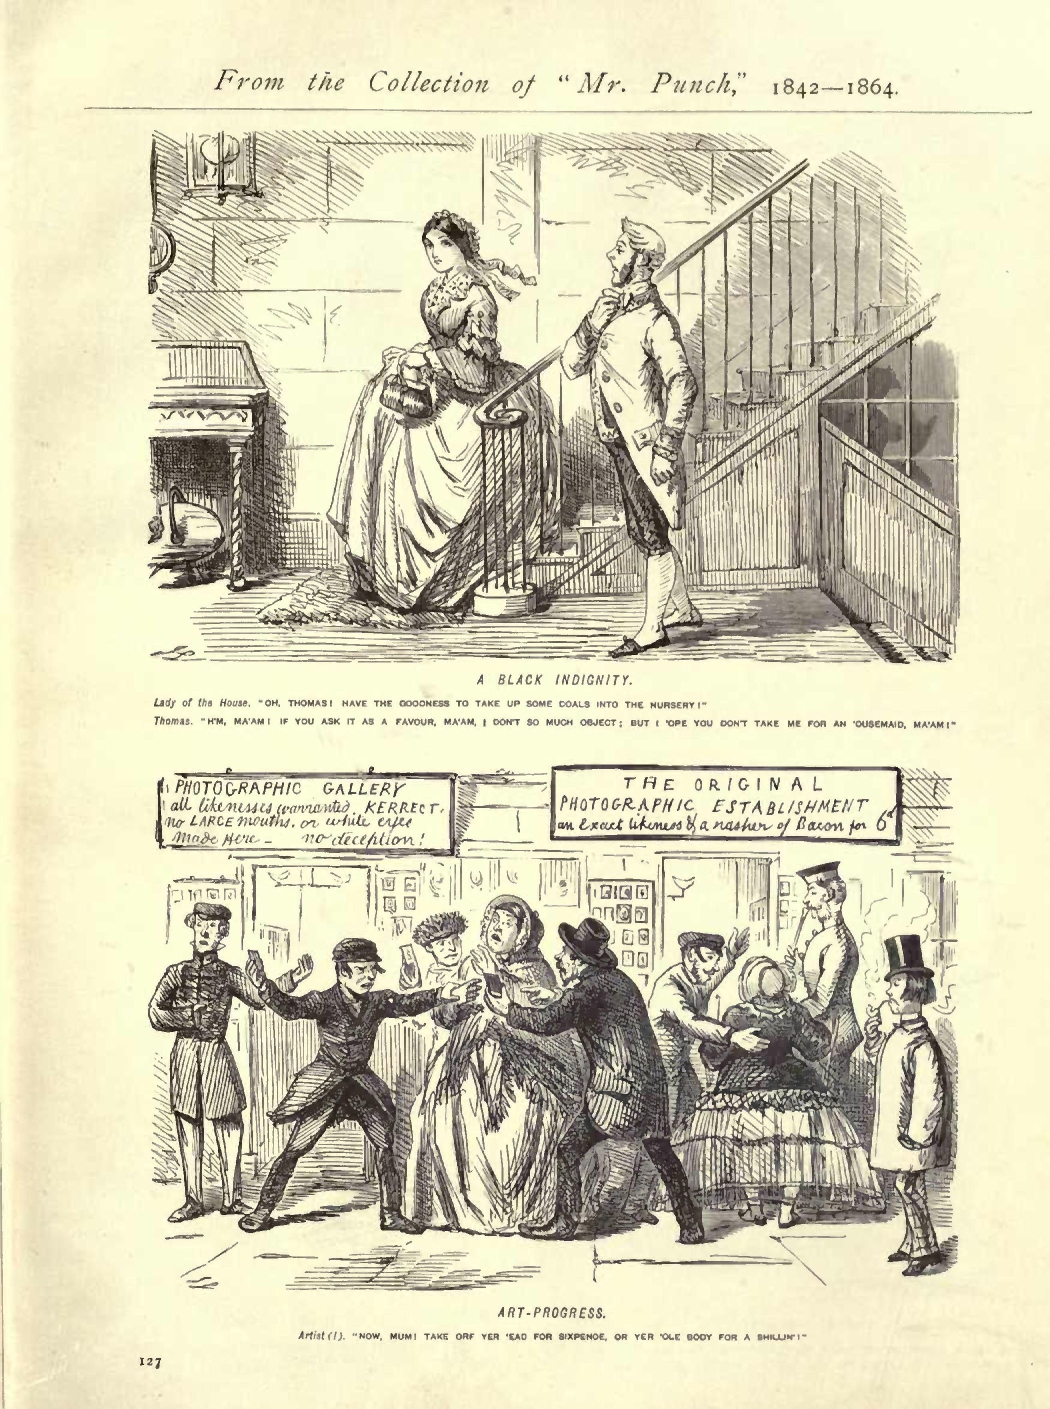 From the Collection of "Mr. Punch," 1842—1864.
A BLACK INDIGNITY.
Lady of the House. "OH, THOMAS! HAVE THE GOODNESS TO TAKE UP SOME COALS INTO THE NURSERY!"
Thomas. "H'M, MA'AM! IF YOU ASK IT AS A FAVOUR, MA'AM, I DON'T SO MUCH OBJECT; BUT I 'OPE YOU DON'T TAKE ME FOR AN 'OUSEMAID, MA'AM!"
PHOTOGRAPHIC GALLERY
all likenesses warranted KERRECT.
no LARGE mouths. or white eyes
Made Here — no deception!
THE ORIGINAL
PHOTOGRAPHIC ESTABLISHMENT
an Exact likeness & a rasher of Bacon for 6d
ART-PROGRESS.
Artist (!). "NOW, MUM! TAKE ORF YER 'EAD FOR SIXPENCE, OR YER 'OLE BODY FOR A SHILLIN'!"
127